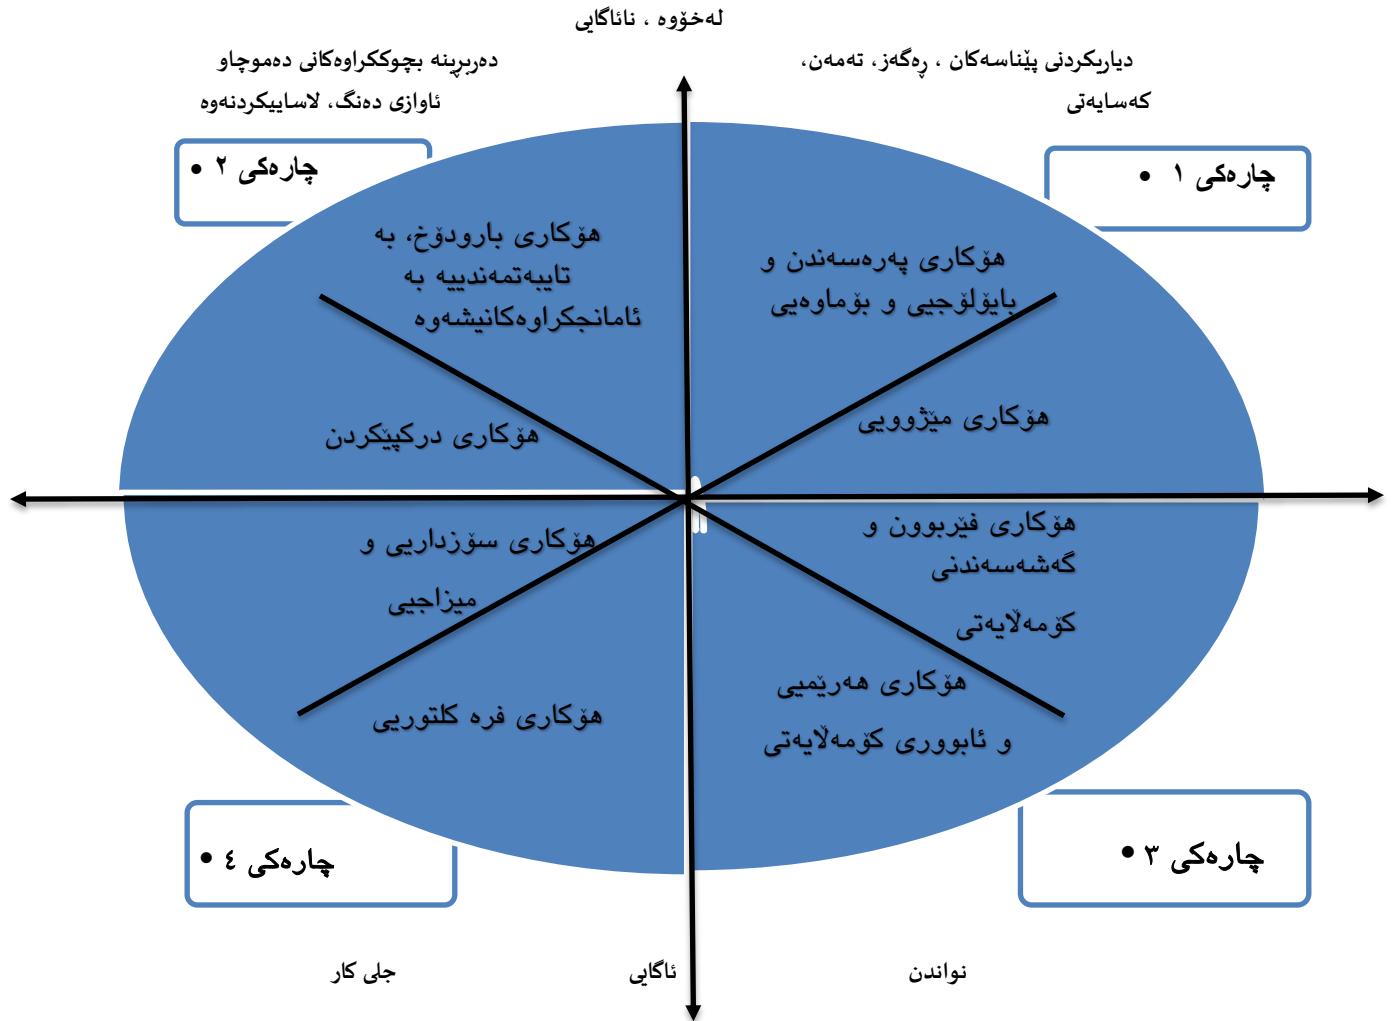 لەخۆوە ، نائاگایی
دیاریکردنی پێناسەکان ، ڕەگەز، تەمەن،
کەسایەتی
دەربڕینە بچوککراوەکانی دەموچاو
ئاوازی دەنگ، لاساییکردنەوە
چارەکی ١ •
چارەکی ٢ •
هۆکاری پەرەسەندن و
بایۆلۆجیی و بۆماوەیی
هۆکاری بارودۆخ، بە
تایبەتمەندییە بە
ئامانجکراوەکانیشەوە
هۆکاری مێژوویی
هۆکاری درکپێکردن
هۆکاری فێربوون و
گەشەسەندنی
کۆمەڵایەتی
هۆکاری سۆزداریی و
میزاجیی
هۆکاری هەرێمیی
و ئابووری کۆمەڵایەتی
هۆکاری فرە کلتوریی
چارەکی ٣ •
چارەکی ٤ •
نواندن
ئاگایی
جلی کار